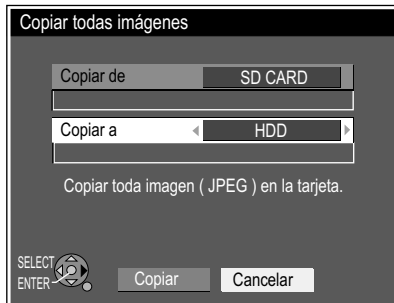 Copiar todas imágenes
Copiar de SD CARD
Copiar a HDD
Copiar toda imagen ( JPEG ) en la tarjeta.
SELECT
ENTER
Copiar Cancelar